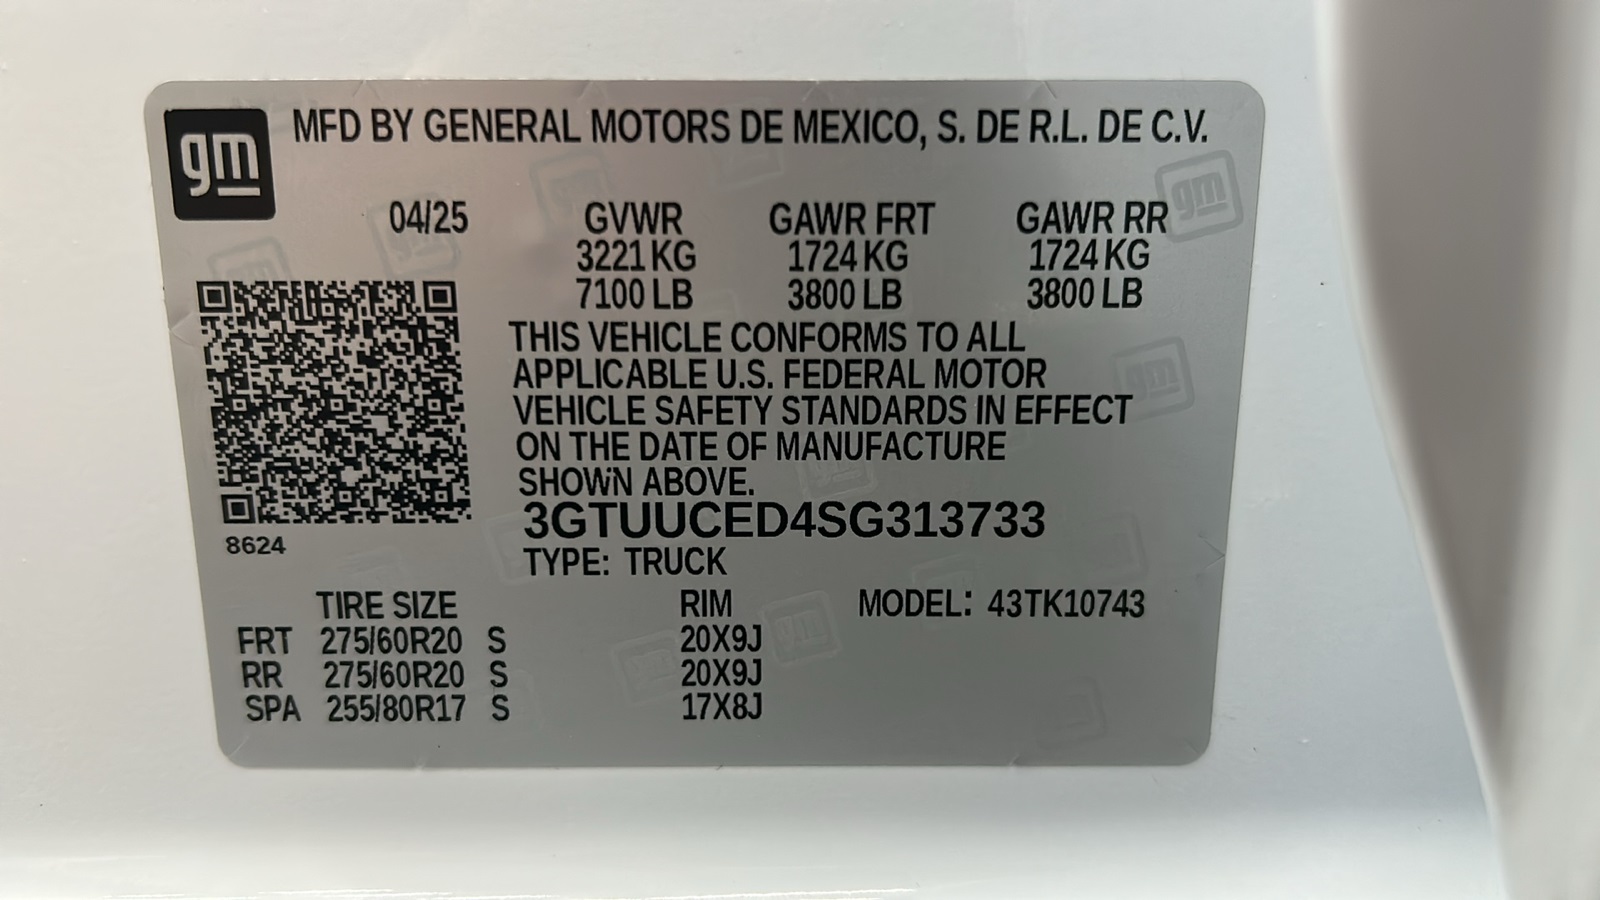 gm MFD BY GENERAL MOTORS DE MEXICO, S. DE R.L. DE C.V.
04/25 GVWR GAWR FRT GAWR RR
3221 KG 1724 KG 1724 KG
7100 LB 3800 LB 3800 LB
THIS VEHICLE CONFORMS TO ALL
APPLICABLE U.S. FEDERAL MOTOR
VEHICLE SAFETY STANDARDS IN EFFECT
ON THE DATE OF MANUFACTURE
SHOWN ABOVE.
3GTUUCED4SG313733
8624
TYPE: TRUCK
TIRE SIZE RIM MODEL: 43TK10743
FRT 275/60R20 S 20X9J
RR 275/60R20 S 20X9J
SPA 255/80R17 S 17X8J